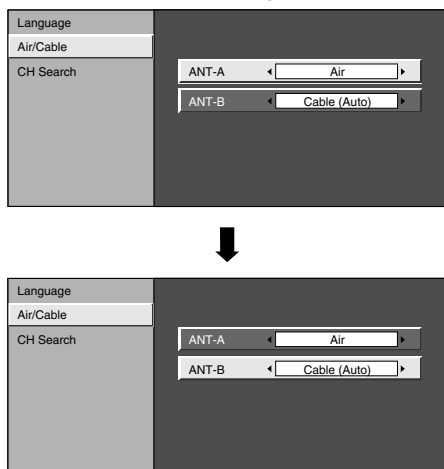 Language
Air/Cable
CH Search
ANT-A Air
ANT-B Cable (Auto)
Language
Air/Cable
CH Search
ANT-A Air
ANT-B Cable (Auto)